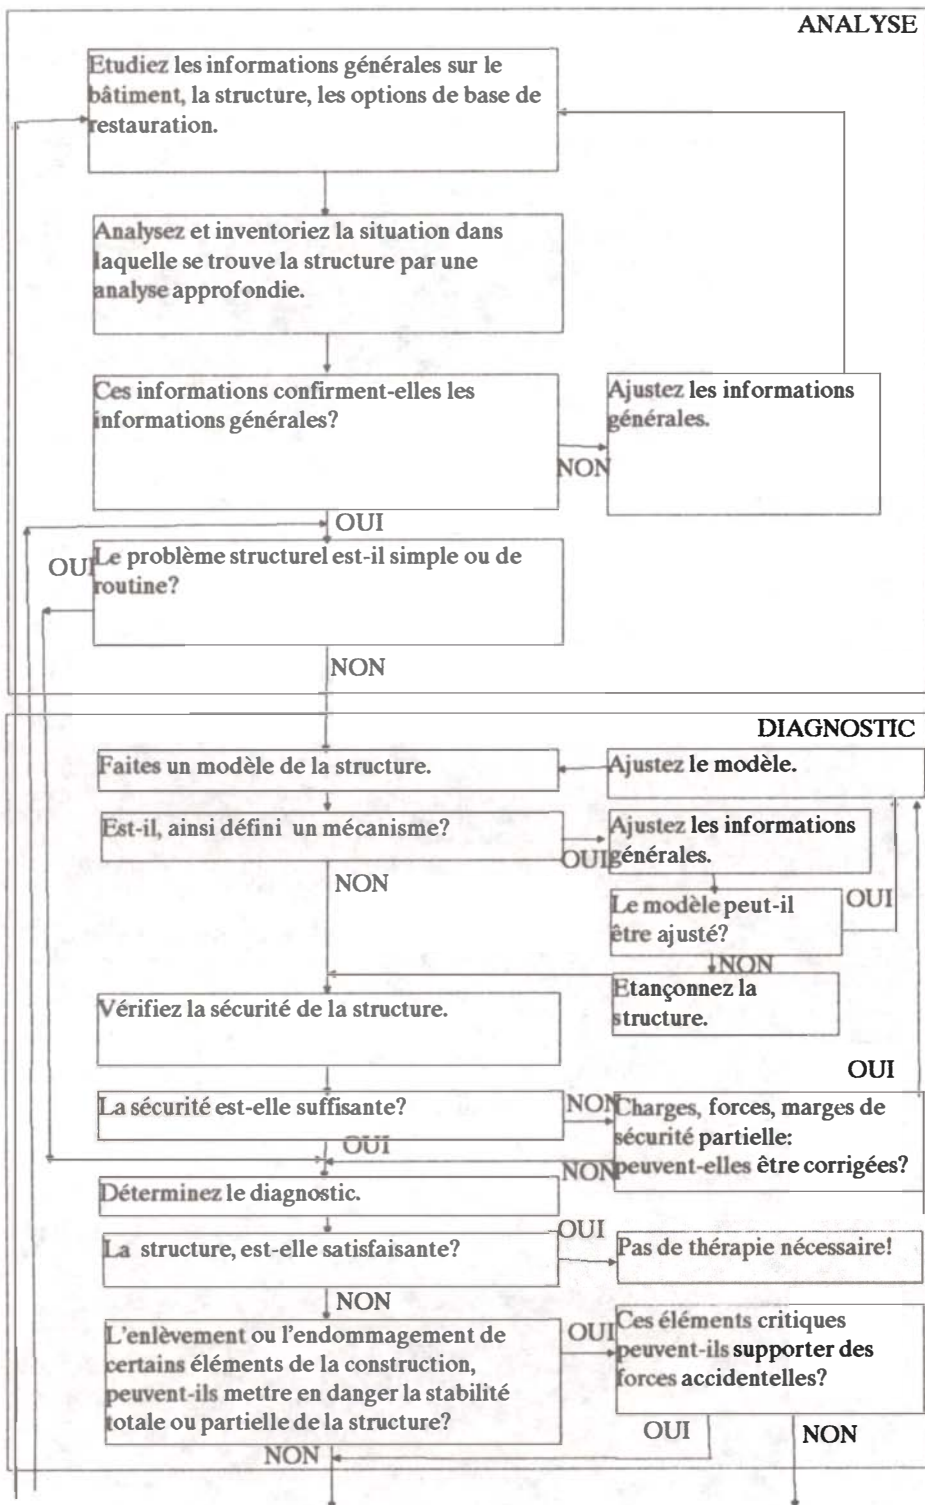 ANALYSE
Etudiez les informations générales sur le
bâtiment, la structure, les options de base de
restauration.
Analysez et inventoriez la situation dans
laquelle se trouve la structure par une
analyse approfondie.
Ces informations confirment-elles les
informations générales?
NON
Ajustez les informations
générales.
OUI
OUI
Le problème structurel est-il simple ou de
routine?
NON
DIAGNOSTIC
Faites un modèle de la structure.
Ajustez le modèle.
Est-il, ainsi défini un mécanisme?
OUI
Ajustez les informations
générales.
NON
Le modèle peut-il
être ajusté?
OUI
NON
Etançonnez la
structure.
Vérifiez la sécurité de la structure.
OUI
La sécurité est-elle suffisante?
NON
Charges, forces, marges de
sécurité partielle:
peuvent-elles être corrigées?
OUI
NON
Déterminez le diagnostic.
La structure, est-elle satisfaisante?
OUI
Pas de thérapie nécessaire!
NON
L'enlèvement ou l'endommagement de
certains éléments de la construction,
peuvent-ils mettre en danger la stabilité
totale ou partielle de la structure?
OUI
Ces éléments critiques
peuvent-ils supporter des
forces accidentelles?
OUI
NON
NON